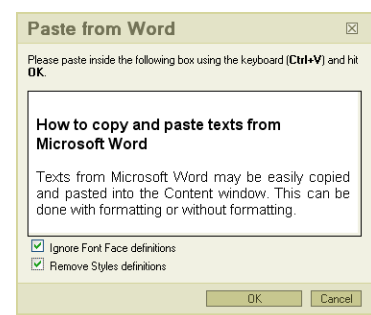 Paste from Word
Please paste inside the following box using the keyboard (Ctrl+V) and hit
OK.
How to copy and paste texts from
Microsoft Word
Texts from Microsoft Word may be easily copied
and pasted into the Content window. This can be
done with formatting or without formatting.
Ignore Font Face definitions
Remove Styles definitions
OK Cancel